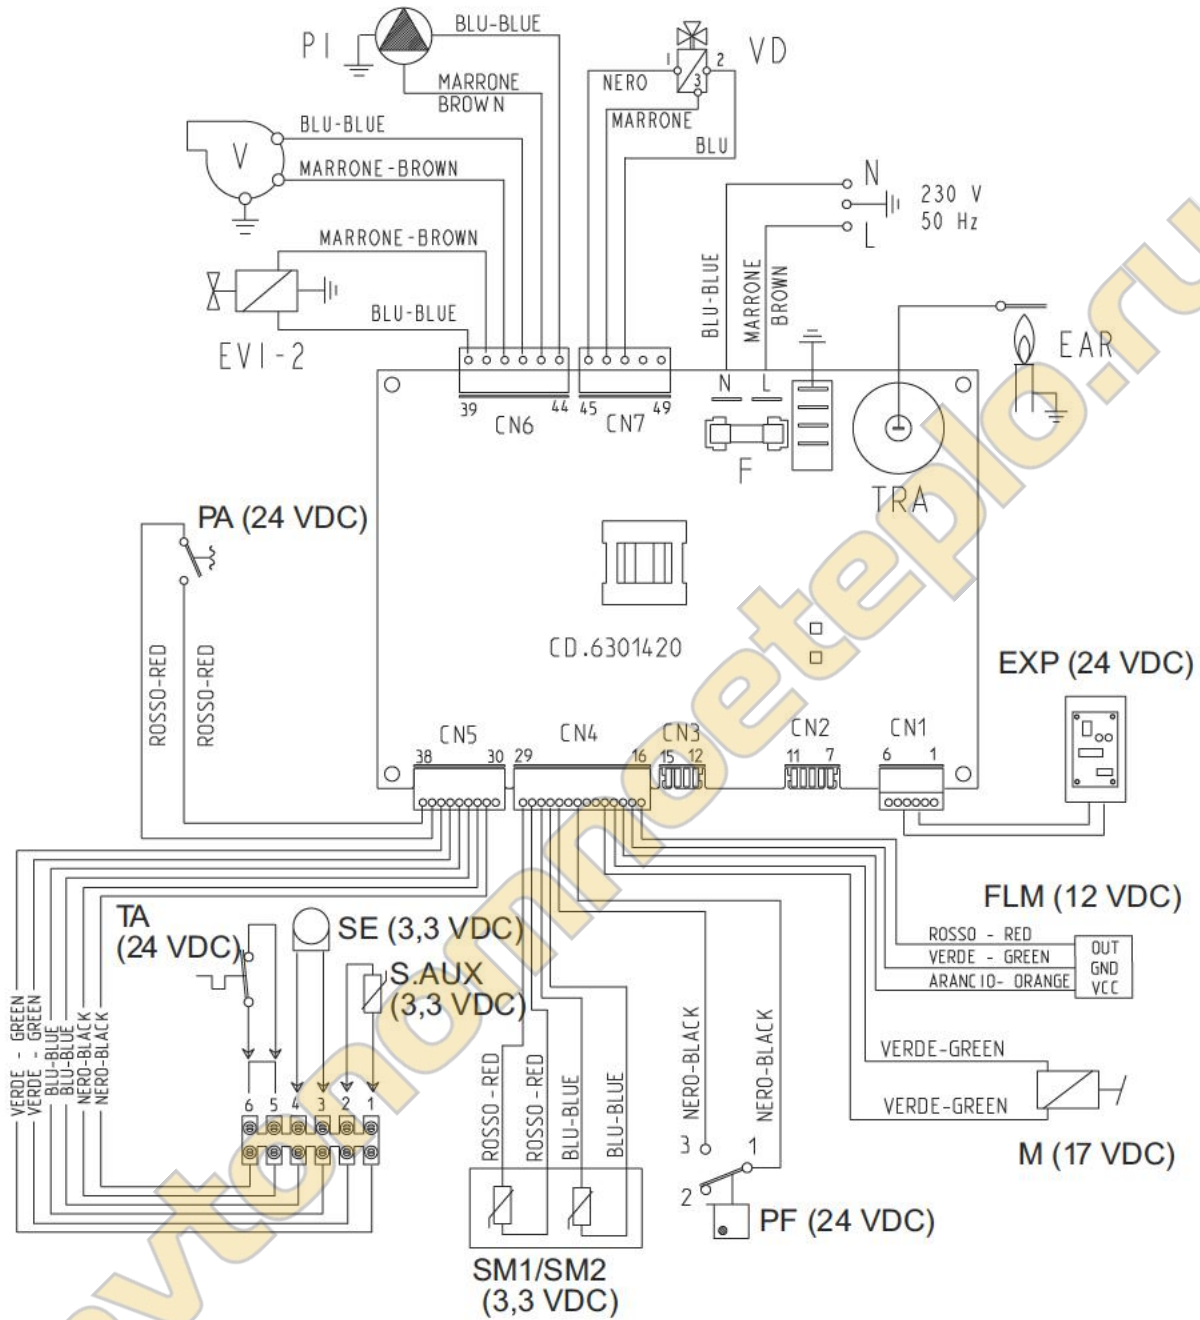 PI
BLU-BLUE
MARRONE
BROWN
VD
1
2
3
NERO
MARRONE
BLU
V
BLU-BLUE
MARRONE-BROWN
MARRONE-BROWN
BLU-BLUE
EV1-2
N
230 V
50 Hz
L
BLU-BLUE
MARRONE
BROWN
EAR
39
44
CN6
45
49
CN7
N
L
F
TRA
PA (24 VDC)
CD.6301420
ROSSO-RED
ROSSO-RED
EXP (24 VDC)
CN5
38
30
CN4
29
16
CN3
15
12
CN2
11
7
CN1
6
1
TA
(24 VDC)
SE (3,3 VDC)
S.AUX
(3,3 VDC)
FLM (12 VDC)
ROSSO - RED
VERDE - GREEN
ARANCIO- ORANGE
OUT
GND
VCC
VERDE - GREEN
VERDE - GREEN
BLU-BLUE
BLU-BLUE
NERO-BLACK
NERO-BLACK
6
5
4
3
2
1
ROSSO-RED
ROSSO-RED
BLU-BLUE
BLU-BLUE
NERO-BLACK
NERO-BLACK
VERDE-GREEN
VERDE-GREEN
M (17 VDC)
3
1
2
PF (24 VDC)
SM1/SM2
(3,3 VDC)
avtonomnoeteplo.ru